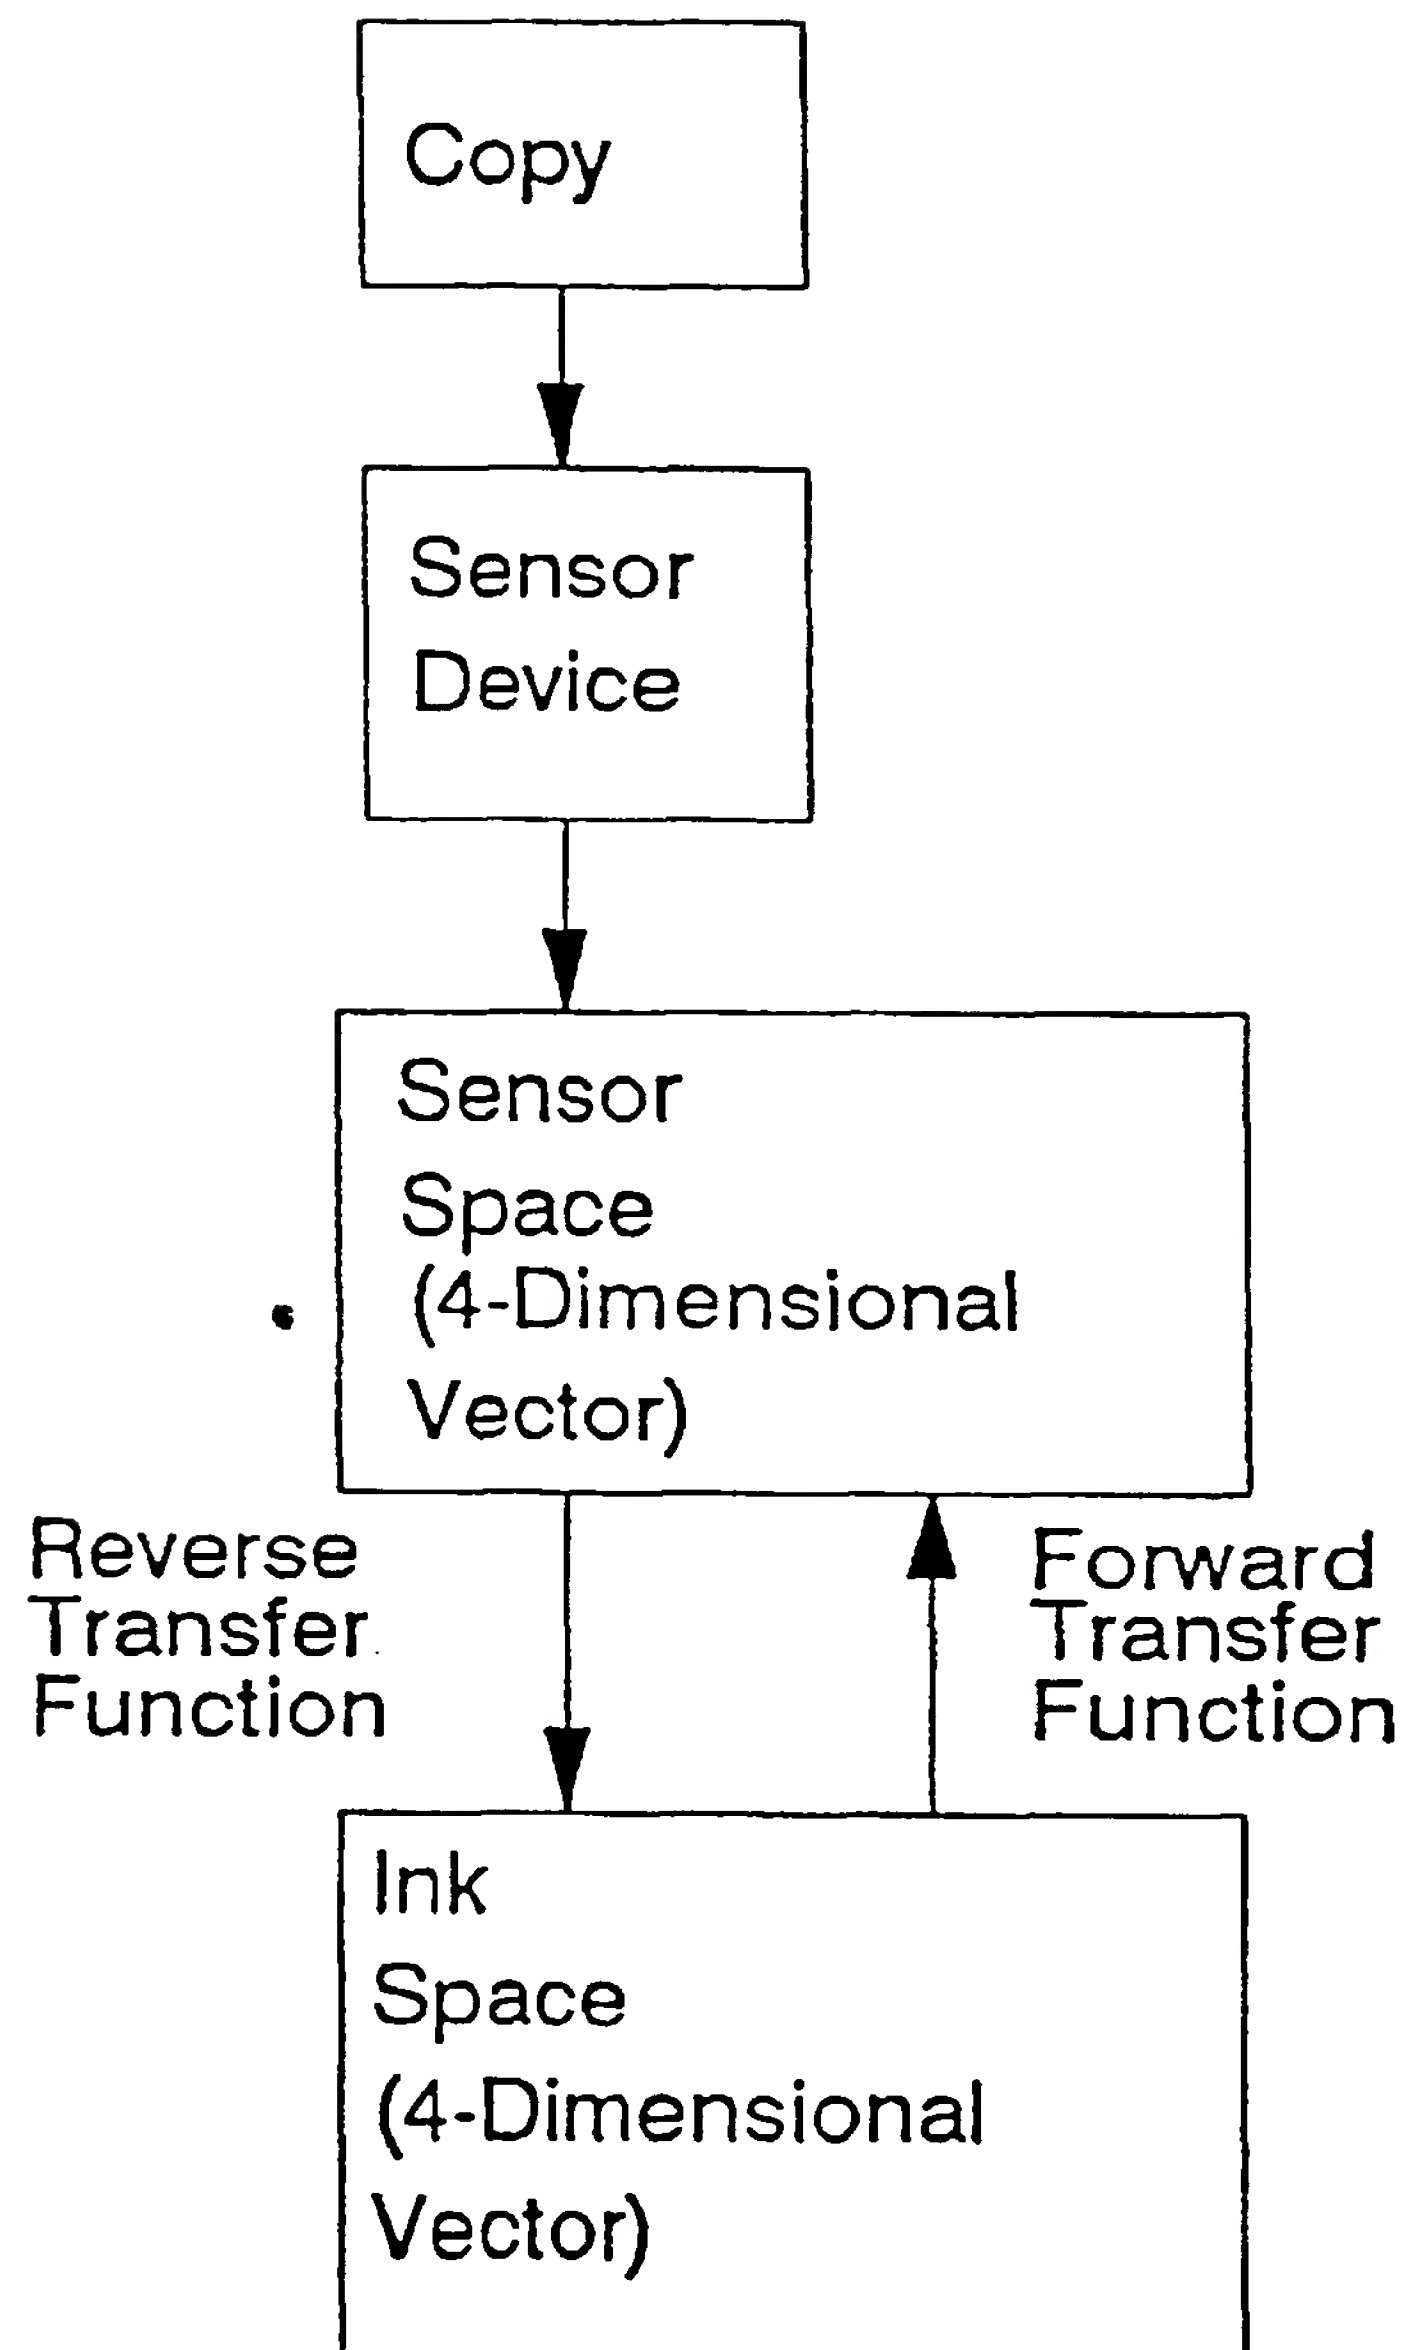 Copy
Sensor
Device
Sensor
Space
(4-Dimensional
Vector)
Reverse
Transfer
Function
Forward
Transfer
Function
Ink
Space
(4-Dimensional
Vector)